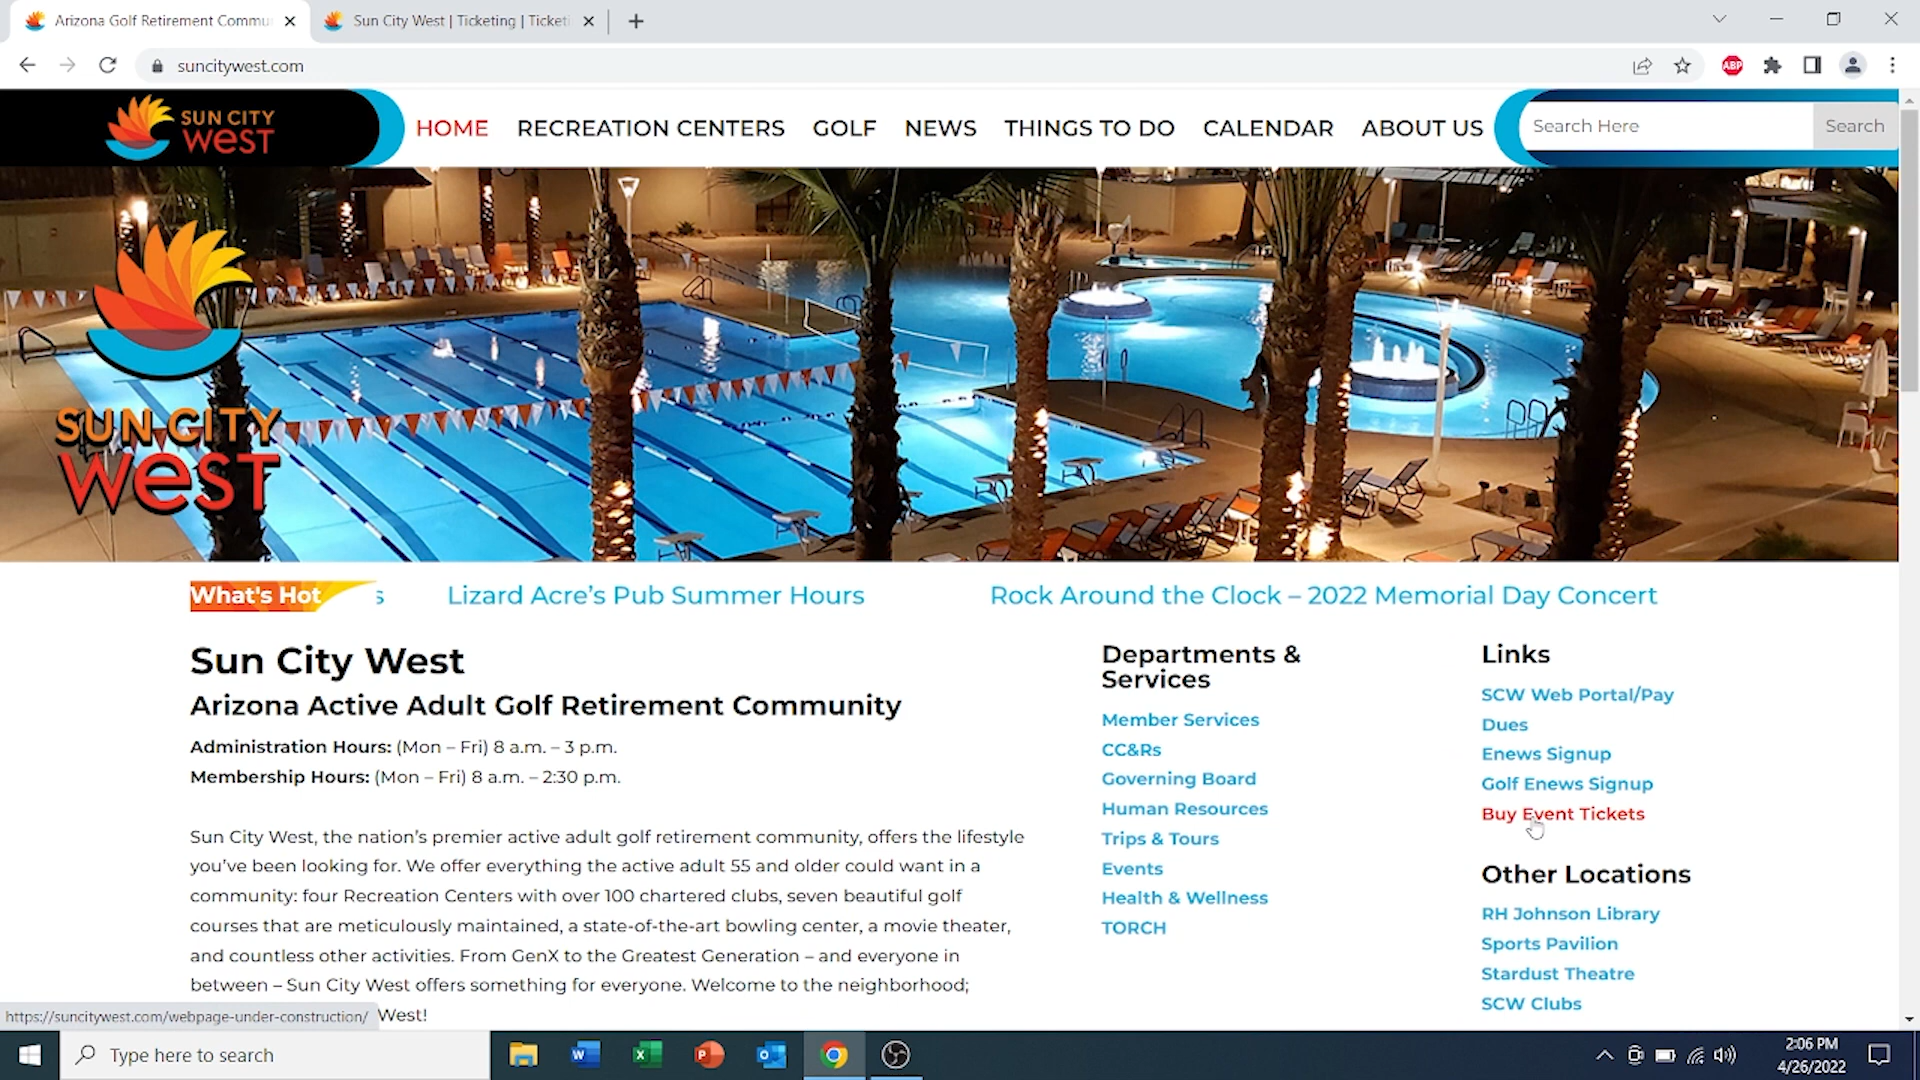 Arizona Golf Retirement Commu
Sun City West | Ticketing | Ticketi
suncitywest.com
ABP
SUN CITY
west
HOME
RECREATION CENTERS
GOLF
NEWS
THINGS TO DO
CALENDAR
ABOUT US
Search Here
Search
SUN CITY
west
What's Hot
s
Lizard Acre’s Pub Summer Hours
Rock Around the Clock – 2022 Memorial Day Concert
Sun City West
Arizona Active Adult Golf Retirement Community
Administration Hours: (Mon – Fri) 8 a.m. – 3 p.m.
Membership Hours: (Mon – Fri) 8 a.m. – 2:30 p.m.
Sun City West, the nation’s premier active adult golf retirement community, offers the lifestyle
you’ve been looking for. We offer everything the active adult 55 and older could want in a
community: four Recreation Centers with over 100 chartered clubs, seven beautiful golf
courses that are meticulously maintained, a state-of-the-art bowling center, a movie theater,
and countless other activities. From GenX to the Greatest Generation – and everyone in
between – Sun City West offers something for everyone. Welcome to the neighborhood;
West!
Departments &
Services
Member Services
CC&Rs
Governing Board
Human Resources
Trips & Tours
Events
Health & Wellness
TORCH
Links
SCW Web Portal/Pay
Dues
Enews Signup
Golf Enews Signup
Buy Event Tickets
Other Locations
RH Johnson Library
Sports Pavilion
Stardust Theatre
SCW Clubs
https://suncitywest.com/webpage-under-construction/
Type here to search
2:06 PM
4/26/2022